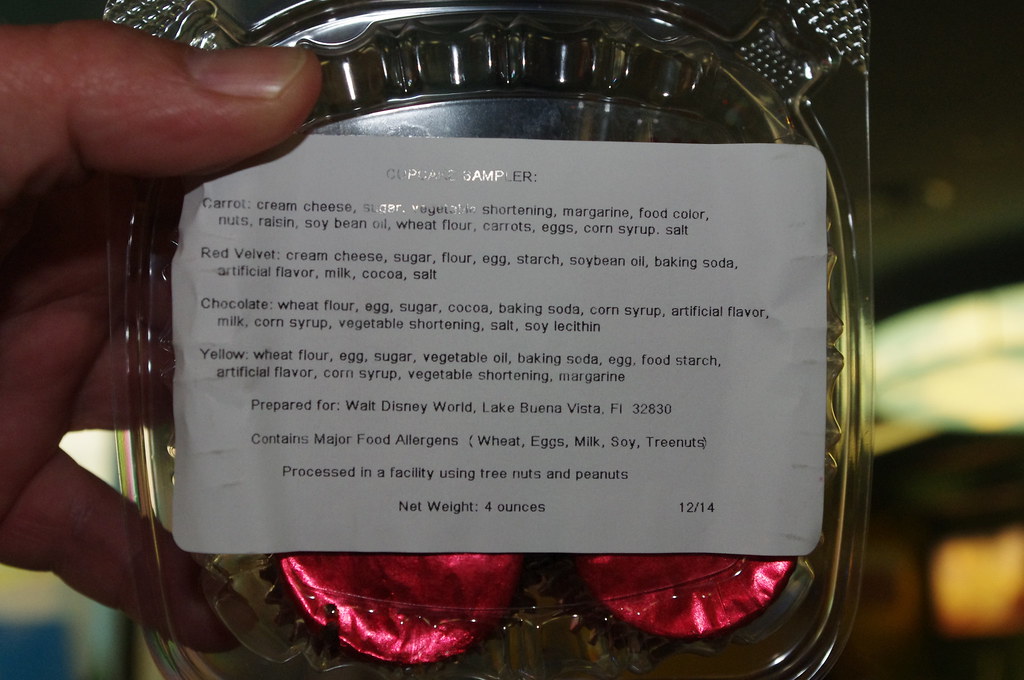 CUPCAKE SAMPLER:
Carrot: cream cheese, sugar, vegetable shortening, margarine, food color,
nuts, raisin, soy bean oil, wheat flour, carrots, eggs, corn syrup. salt
Red Velvet: cream cheese, sugar, flour, egg, starch, soybean oil, baking soda,
artificial flavor, milk, cocoa, salt
Chocolate: wheat flour, egg, sugar, cocoa, baking soda, corn syrup, artificial flavor,
milk, corn syrup, vegetable shortening, salt, soy lecithin
Yellow: wheat flour, egg, sugar, vegetable oil, baking soda, egg, food starch,
artificial flavor, corn syrup, vegetable shortening, margarine
Prepared for: Walt Disney World, Lake Buena Vista, Fl 32830
Contains Major Food Allergens ( Wheat, Eggs, Milk, Soy, Treenuts)
Processed in a facility using tree nuts and peanuts
Net Weight: 4 ounces 12/14